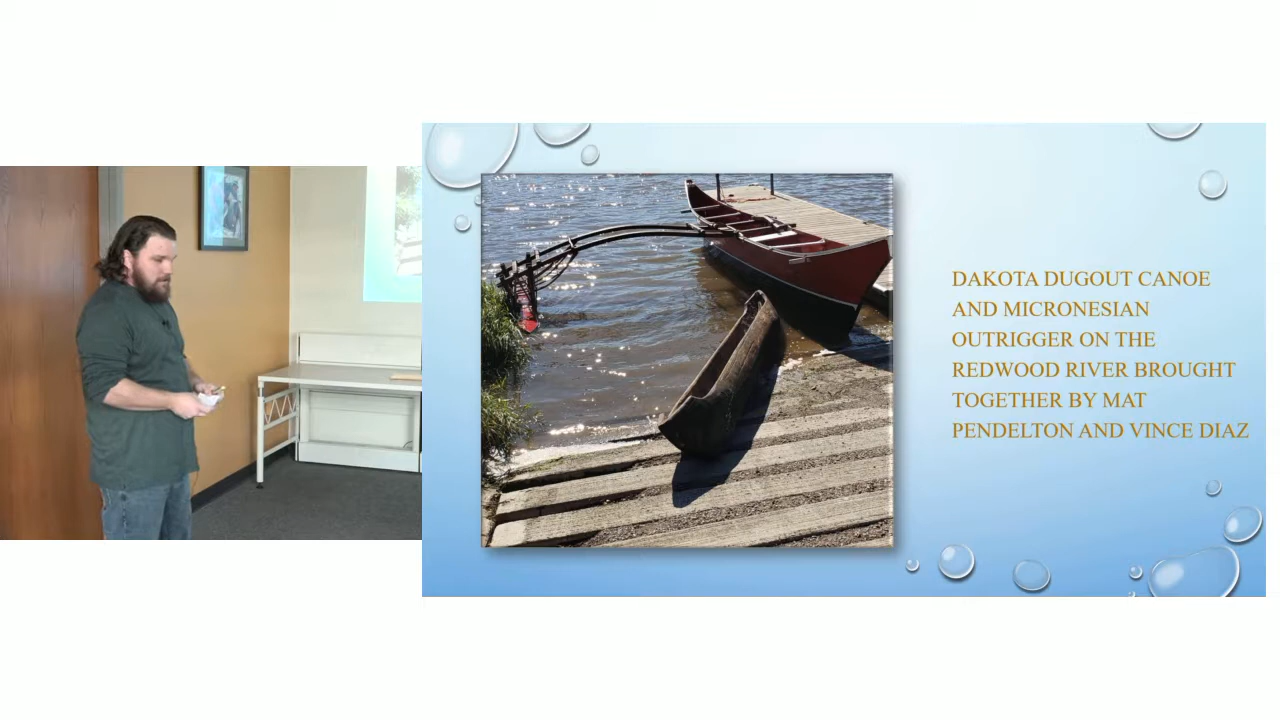 DAKOTA DUGOUT CANOE
AND MICRONESIAN
OUTRIGGER ON THE
REDWOOD RIVER BROUGHT
TOGETHER BY MAT
PENDELTON AND VINCE DIAZ